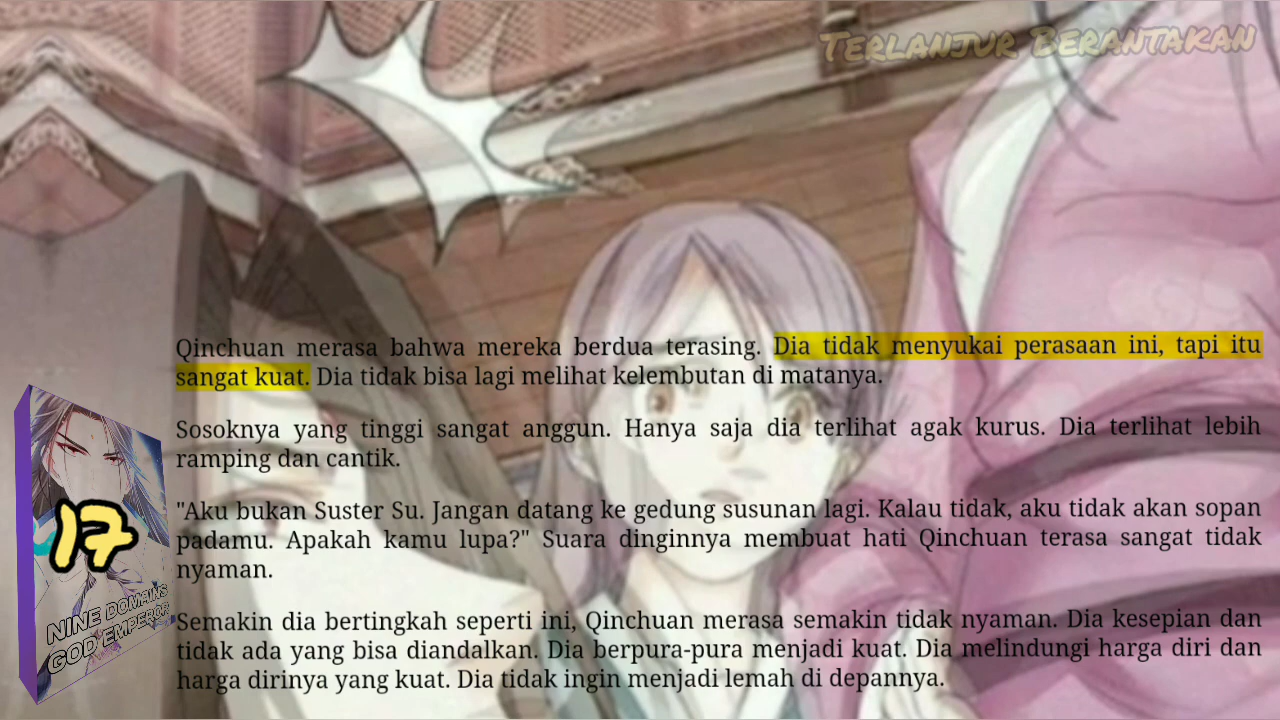 Terlanjur Berantakan
Qinchuan merasa bahwa mereka berdua terasing. Dia tidak menyukai perasaan ini, tapi itu
sangat kuat. Dia tidak bisa lagi melihat kelembutan di matanya.
Sosoknya yang tinggi sangat anggun. Hanya saja dia terlihat agak kurus. Dia terlihat lebih
ramping dan cantik.
"Aku bukan Suster Su. Jangan datang ke gedung susunan lagi. Kalau tidak, aku tidak akan sopan
padamu. Apakah kamu lupa?" Suara dinginnya membuat hati Qinchuan terasa sangat tidak
nyaman.
Semakin dia bertingkah seperti ini, Qinchuan merasa semakin tidak nyaman. Dia kesepian dan
tidak ada yang bisa diandalkan. Dia berpura-pura menjadi kuat. Dia melindungi harga diri dan
harga dirinya yang kuat. Dia tidak ingin menjadi lemah di depannya.
17
NINE DOMAINS
GOD EMPEROR